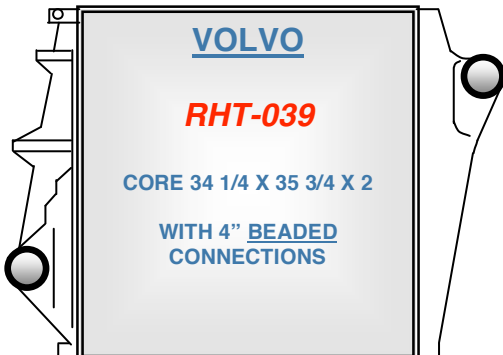 VOLVO
RHT-039
CORE 34 1/4 X 35 3/4 X 2
WITH 4” BEADED
CONNECTIONS